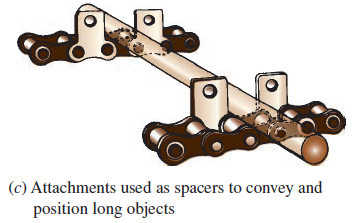 (c) Attachments used as spacers to convey and
position long objects